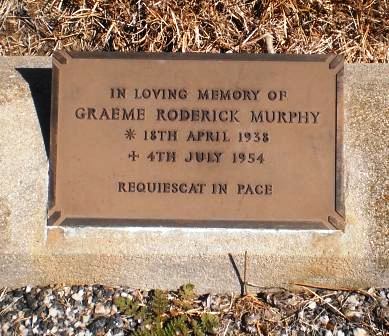 IN LOVING MEMORY OF
GRAEME RODERICK MURPHY
* 18TH APRIL 1938
+ 4TH JULY 1954
REQUIESCAT IN PACE